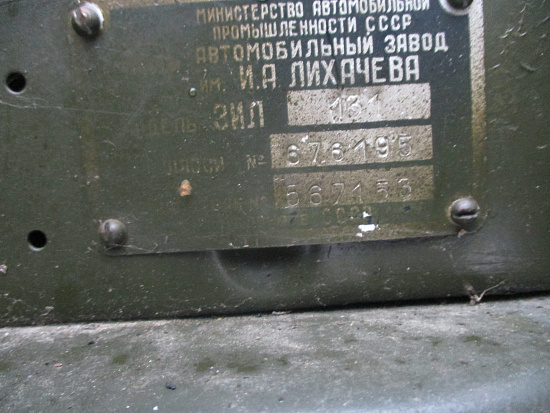 МИНИСТЕРСТВО АВТОМОБИЛЬНОЙ
ПРОМЫШЛЕННОСТИ СССР
АВТОМОБИЛЬНЫЙ ЗАВОД
им. И.А. ЛИХАЧЕВА
ЗИЛ 131
№ 676195
567153
СССР